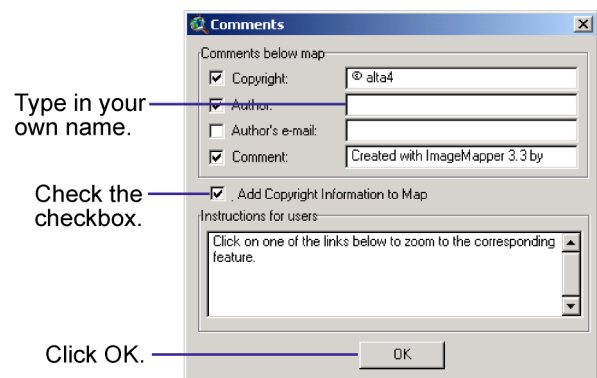 Comments
Comments below map
Copyright:
© alta4
Type in your
own name.
Author:
Author's e-mail:
Comment:
Created with ImageMapper 3.3 by
Check the
checkbox.
Add Copyright Information to Map
Instructions for users
Click on one of the links below to zoom to the corresponding
feature.
Click OK.
OK